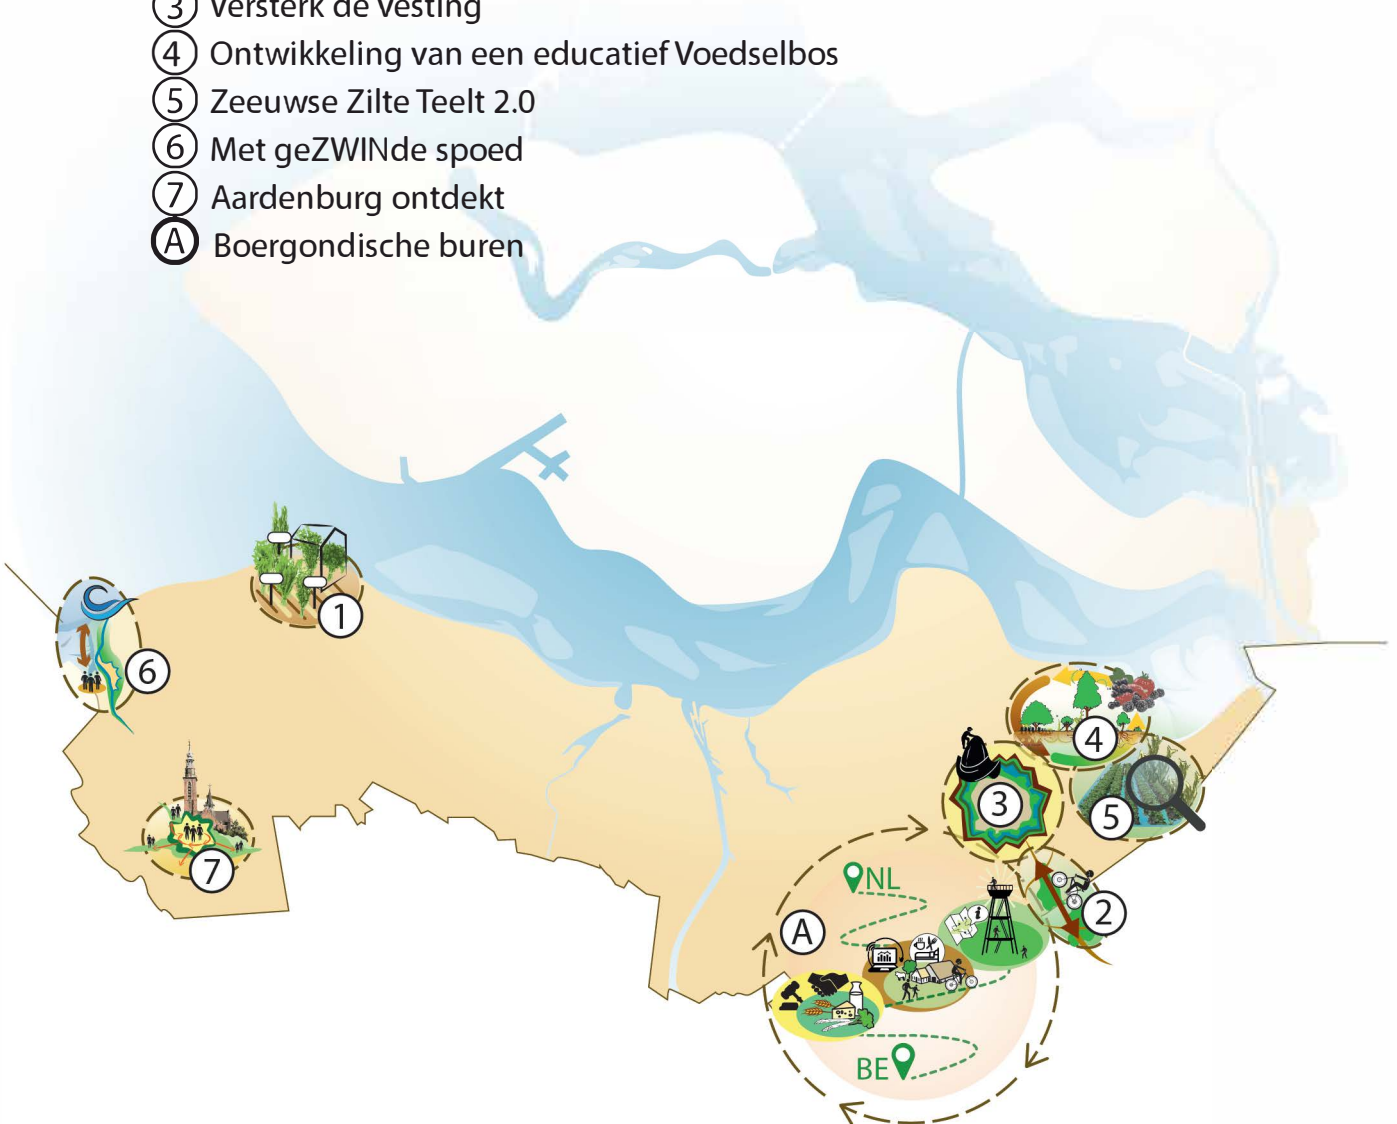 3 Versterk de vesting
4 Ontwikkeling van een educatief Voedselbos
5 Zeeuwse Zilte Teelt 2.0
6 Met geZWINde spoed
7 Aardenburg ontdekt
A Boergondische buren
1
6
4
3
5
7
NL
A
2
i
BE